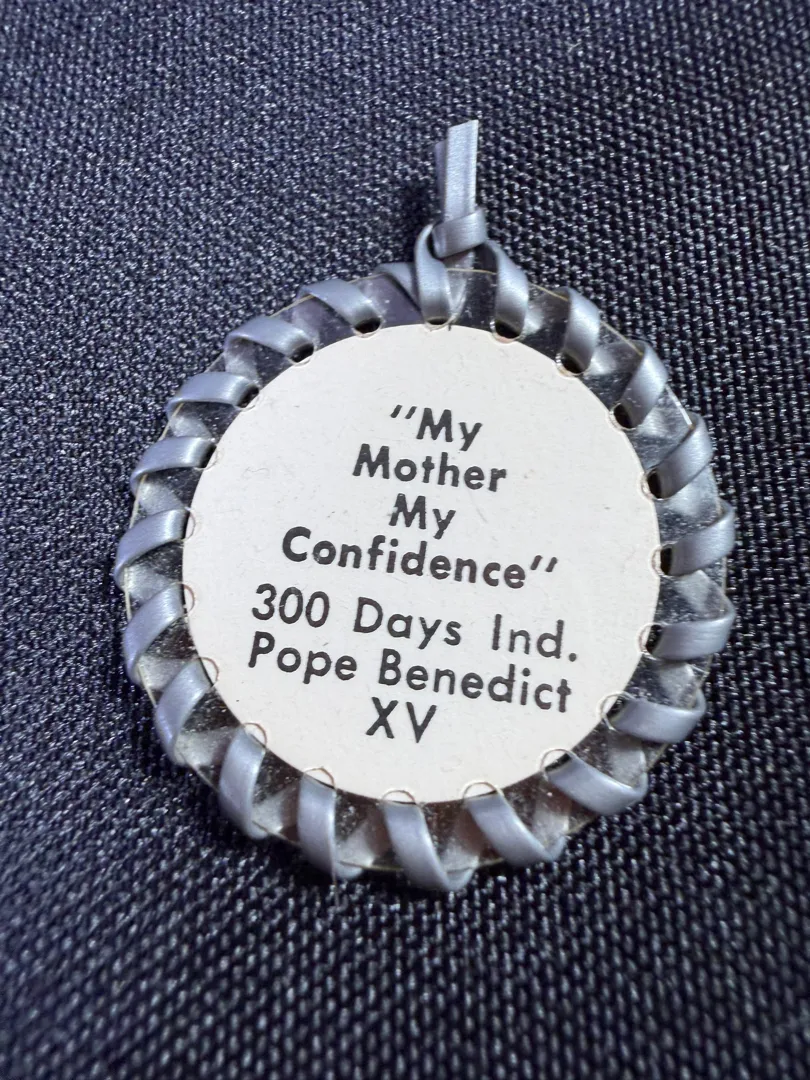 "My
Mother
My
Confidence"
300 Days Ind.
Pope Benedict
XV